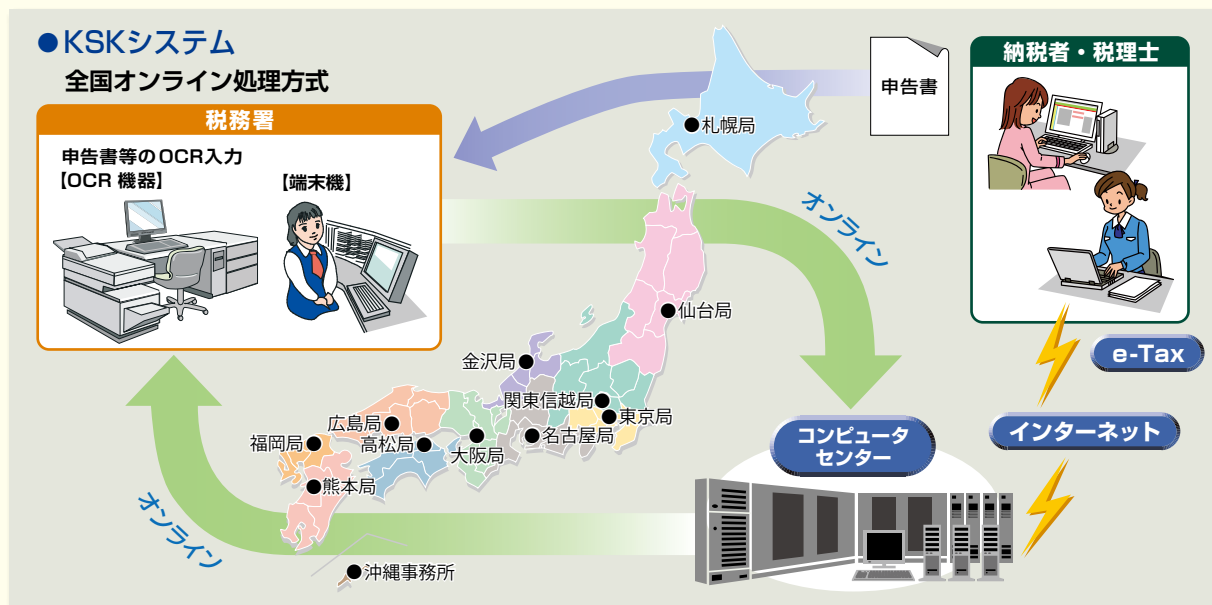 ●KSKシステム
全国オンライン処理方式
税務署
申告書等のOCR入力
【OCR 機器】
【端末機】
申告書
納税者・税理士
オンライン
●札幌局
●仙台局
金沢局●
関東信越局●
●東京局
●名古屋局
広島局●
高松局●
大阪局
福岡局●
●熊本局
●沖縄事務所
オンライン
コンピュータ
センター
e-Tax
インターネット